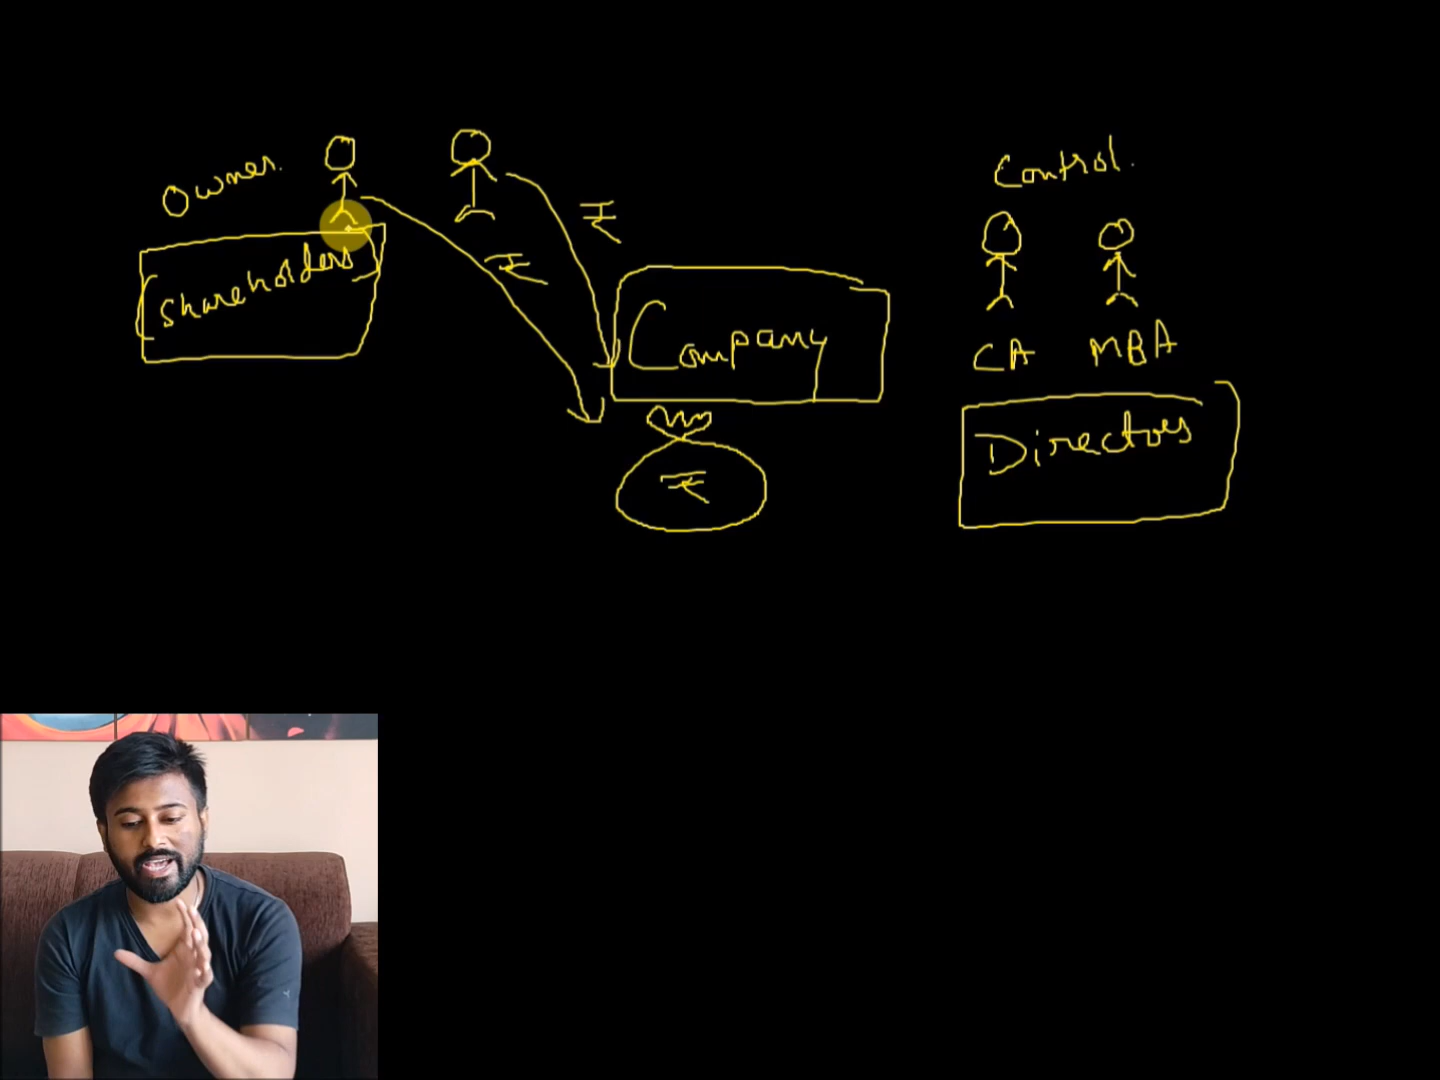 Owner.
Shareholders
₹
₹
Company
₹
Control.
CA
MBA
Directors